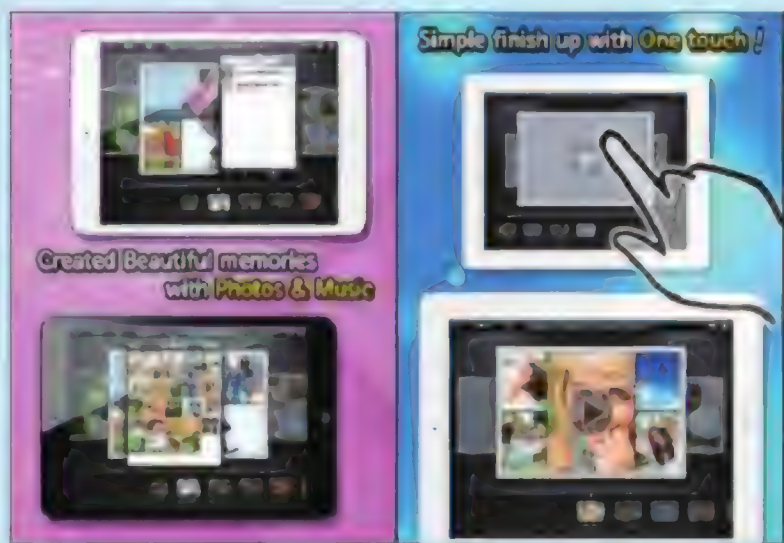 Created Beautiful memories
with Photos & Music
Simple finish up with One touch !